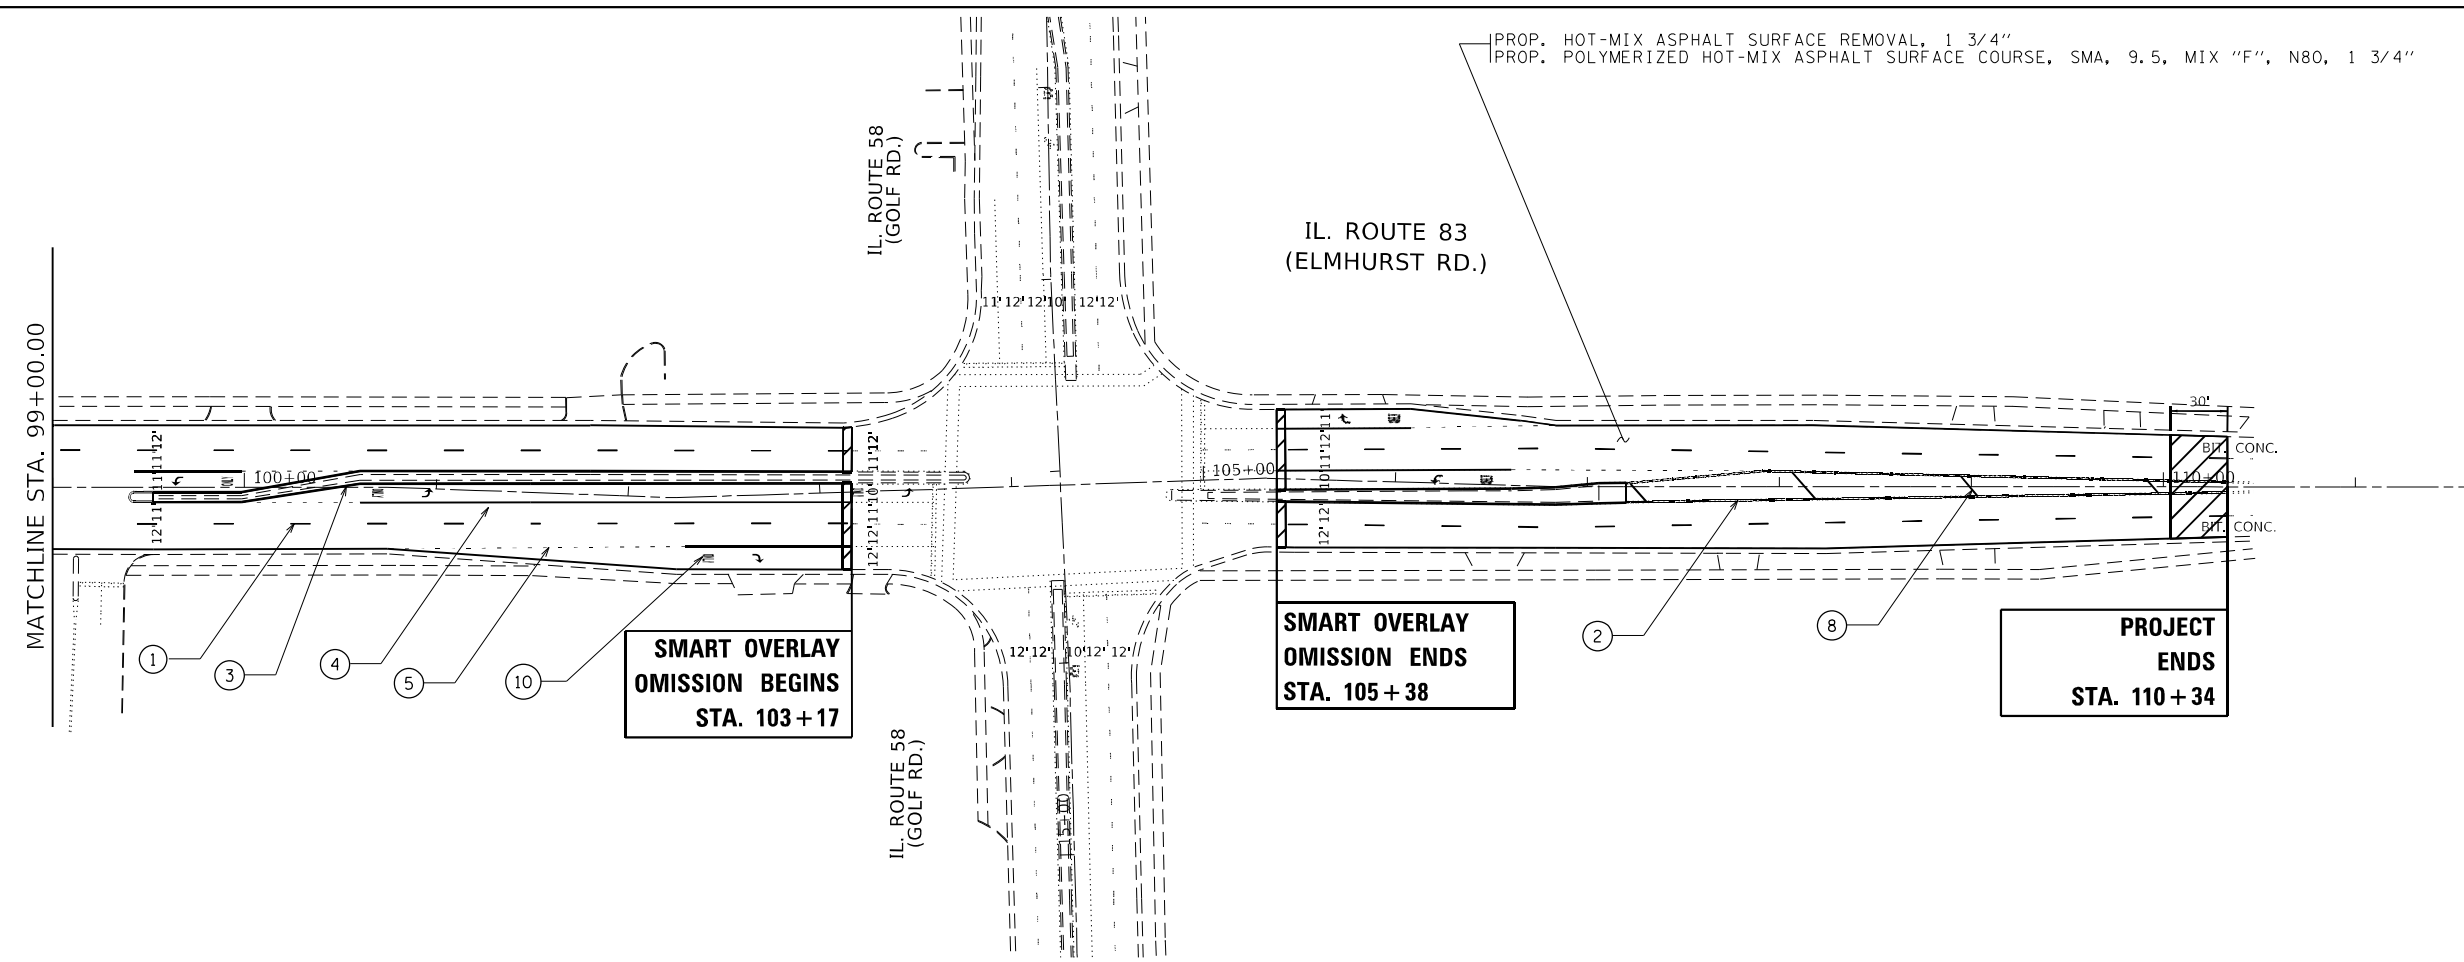 PROP. HOT-MIX ASPHALT SURFACE REMOVAL, 1 3/4"
PROP. POLYMERIZED HOT-MIX ASPHALT SURFACE COURSE, SMA, 9.5, MIX "F", N80, 1 3/4"
IL. ROUTE 58
(GOLF RD.)
IL. ROUTE 83
(ELMHURST RD.)
11' 12' 12' 10' 12' 12'
MATCHLINE STA. 99+00.00
11' 11' 12'
12' 11'
100+00
11' 12'
12' 12' 11' 10'
105+00
10' 11' 12' 11
12' 12'
30'
BIT. CONC.
110+00
BIT. CONC.
1
3
4
5
10
SMART OVERLAY
OMISSION BEGINS
STA. 103+17
12' 12' 10' 12' 12'
SMART OVERLAY
OMISSION ENDS
STA. 105+38
2
8
PROJECT
ENDS
STA. 110+34
IL. ROUTE 58
(GOLF RD.)
115+00